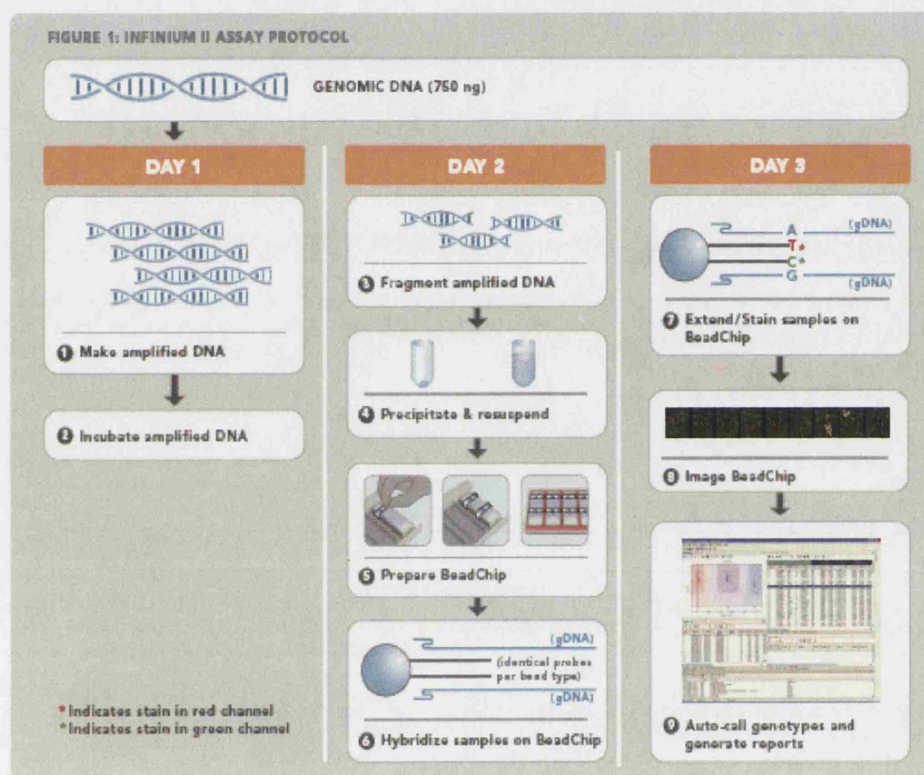 FIGURE 1: INFINIUM II ASSAY PROTOCOL
GENOMIC DNA (750 ng)
DAY 1
1 Make amplified DNA
2 Incubate amplified DNA
* Indicates stain in red channel
* Indicates stain in green channel
DAY 2
3 Fragment amplified DNA
4 Precipitate & resuspend
5 Prepare BeadChip
(gDNA)
(identical probes
per bead type)
(gDNA)
6 Hybridize samples on BeadChip
DAY 3
A (gDNA)
T*
C*
G (gDNA)
7 Extend/Stain samples on
BeadChip
8 Image BeadChip
9 Auto-call genotypes and
generate reports